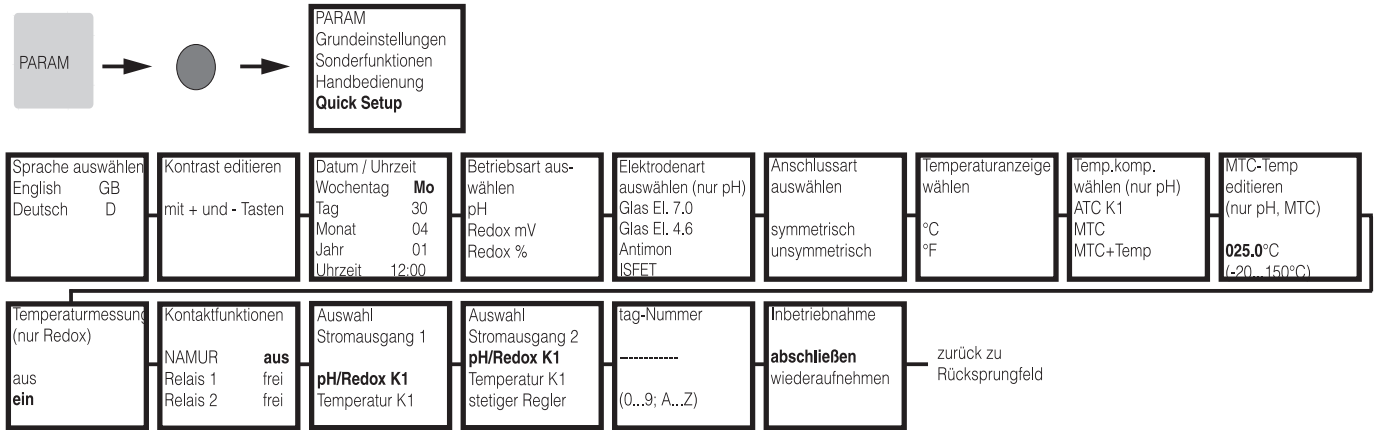 PARAM
PARAM
Grundeinstellungen
Sonderfunktionen
Handbedienung
Quick Setup
Sprache auswählen
English GB
Deutsch D
Kontrast editieren
mit + und - Tasten
Datum / Uhrzeit
Wochentag Mo
Tag 30
Monat 04
Jahr 01
Uhrzeit 12:00
Betriebsart aus-
wählen
pH
Redox mV
Redox %
Elektrodenart
auswählen (nur pH)
Glas El. 7.0
Glas El. 4.6
Antimon
ISFET
Anschlussart
auswählen
symmetrisch
unsymmetrisch
Temperaturanzeige
wählen
°C
°F
Temp.komp.
wählen (nur pH)
ATC K1
MTC
MTC+Temp
MTC-Temp
editieren
(nur pH, MTC)
025.0°C
(-20...150°C)
Temperaturmessung
(nur Redox)
aus
ein
Kontaktfunktionen
NAMUR aus
Relais 1 frei
Relais 2 frei
Auswahl
Stromausgang 1
pH/Redox K1
Temperatur K1
Auswahl
Stromausgang 2
pH/Redox K1
Temperatur K1
stetiger Regler
tag-Nummer
------------
(0...9; A...Z)
Inbetriebnahme
abschließen
wiederaufnehmen
zurück zu
Rücksprungfeld